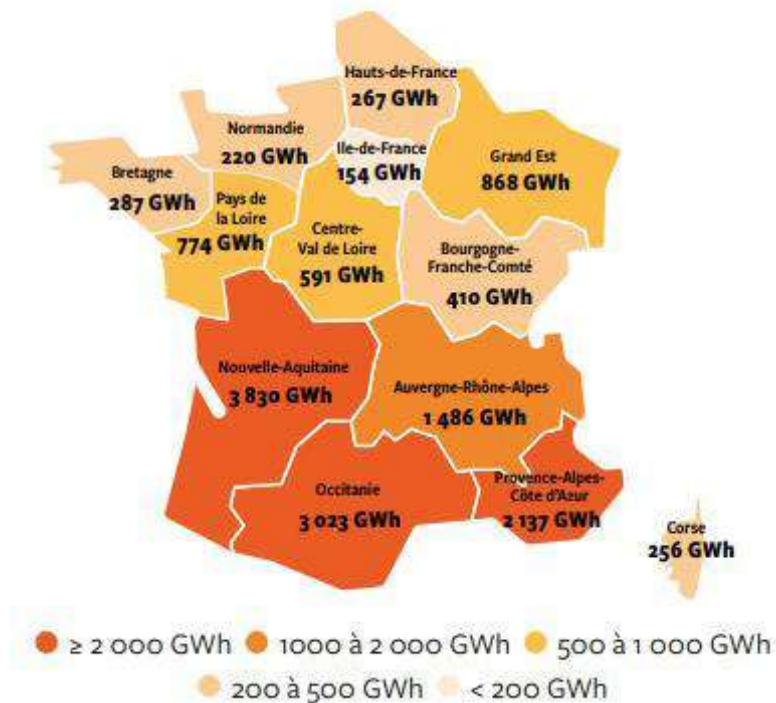 Hauts-de-France
267 GWh
Normandie
220 GWh
Ile-de-France
154 GWh
Grand Est
868 GWh
Bretagne
287 GWh
Pays de
la Loire
774 GWh
Centre-
Val de Loire
591 GWh
Bourgogne-
Franche-Comté
410 GWh
Nouvelle-Aquitaine
3 830 GWh
Auvergne-Rhône-Alpes
1 486 GWh
Occitanie
3 023 GWh
Provence-Alpes-
Côte d'Azur
2 137 GWh
Corse
256 GWh
≥ 2 000 GWh
1000 à 2 000 GWh
500 à 1 000 GWh
200 à 500 GWh
< 200 GWh